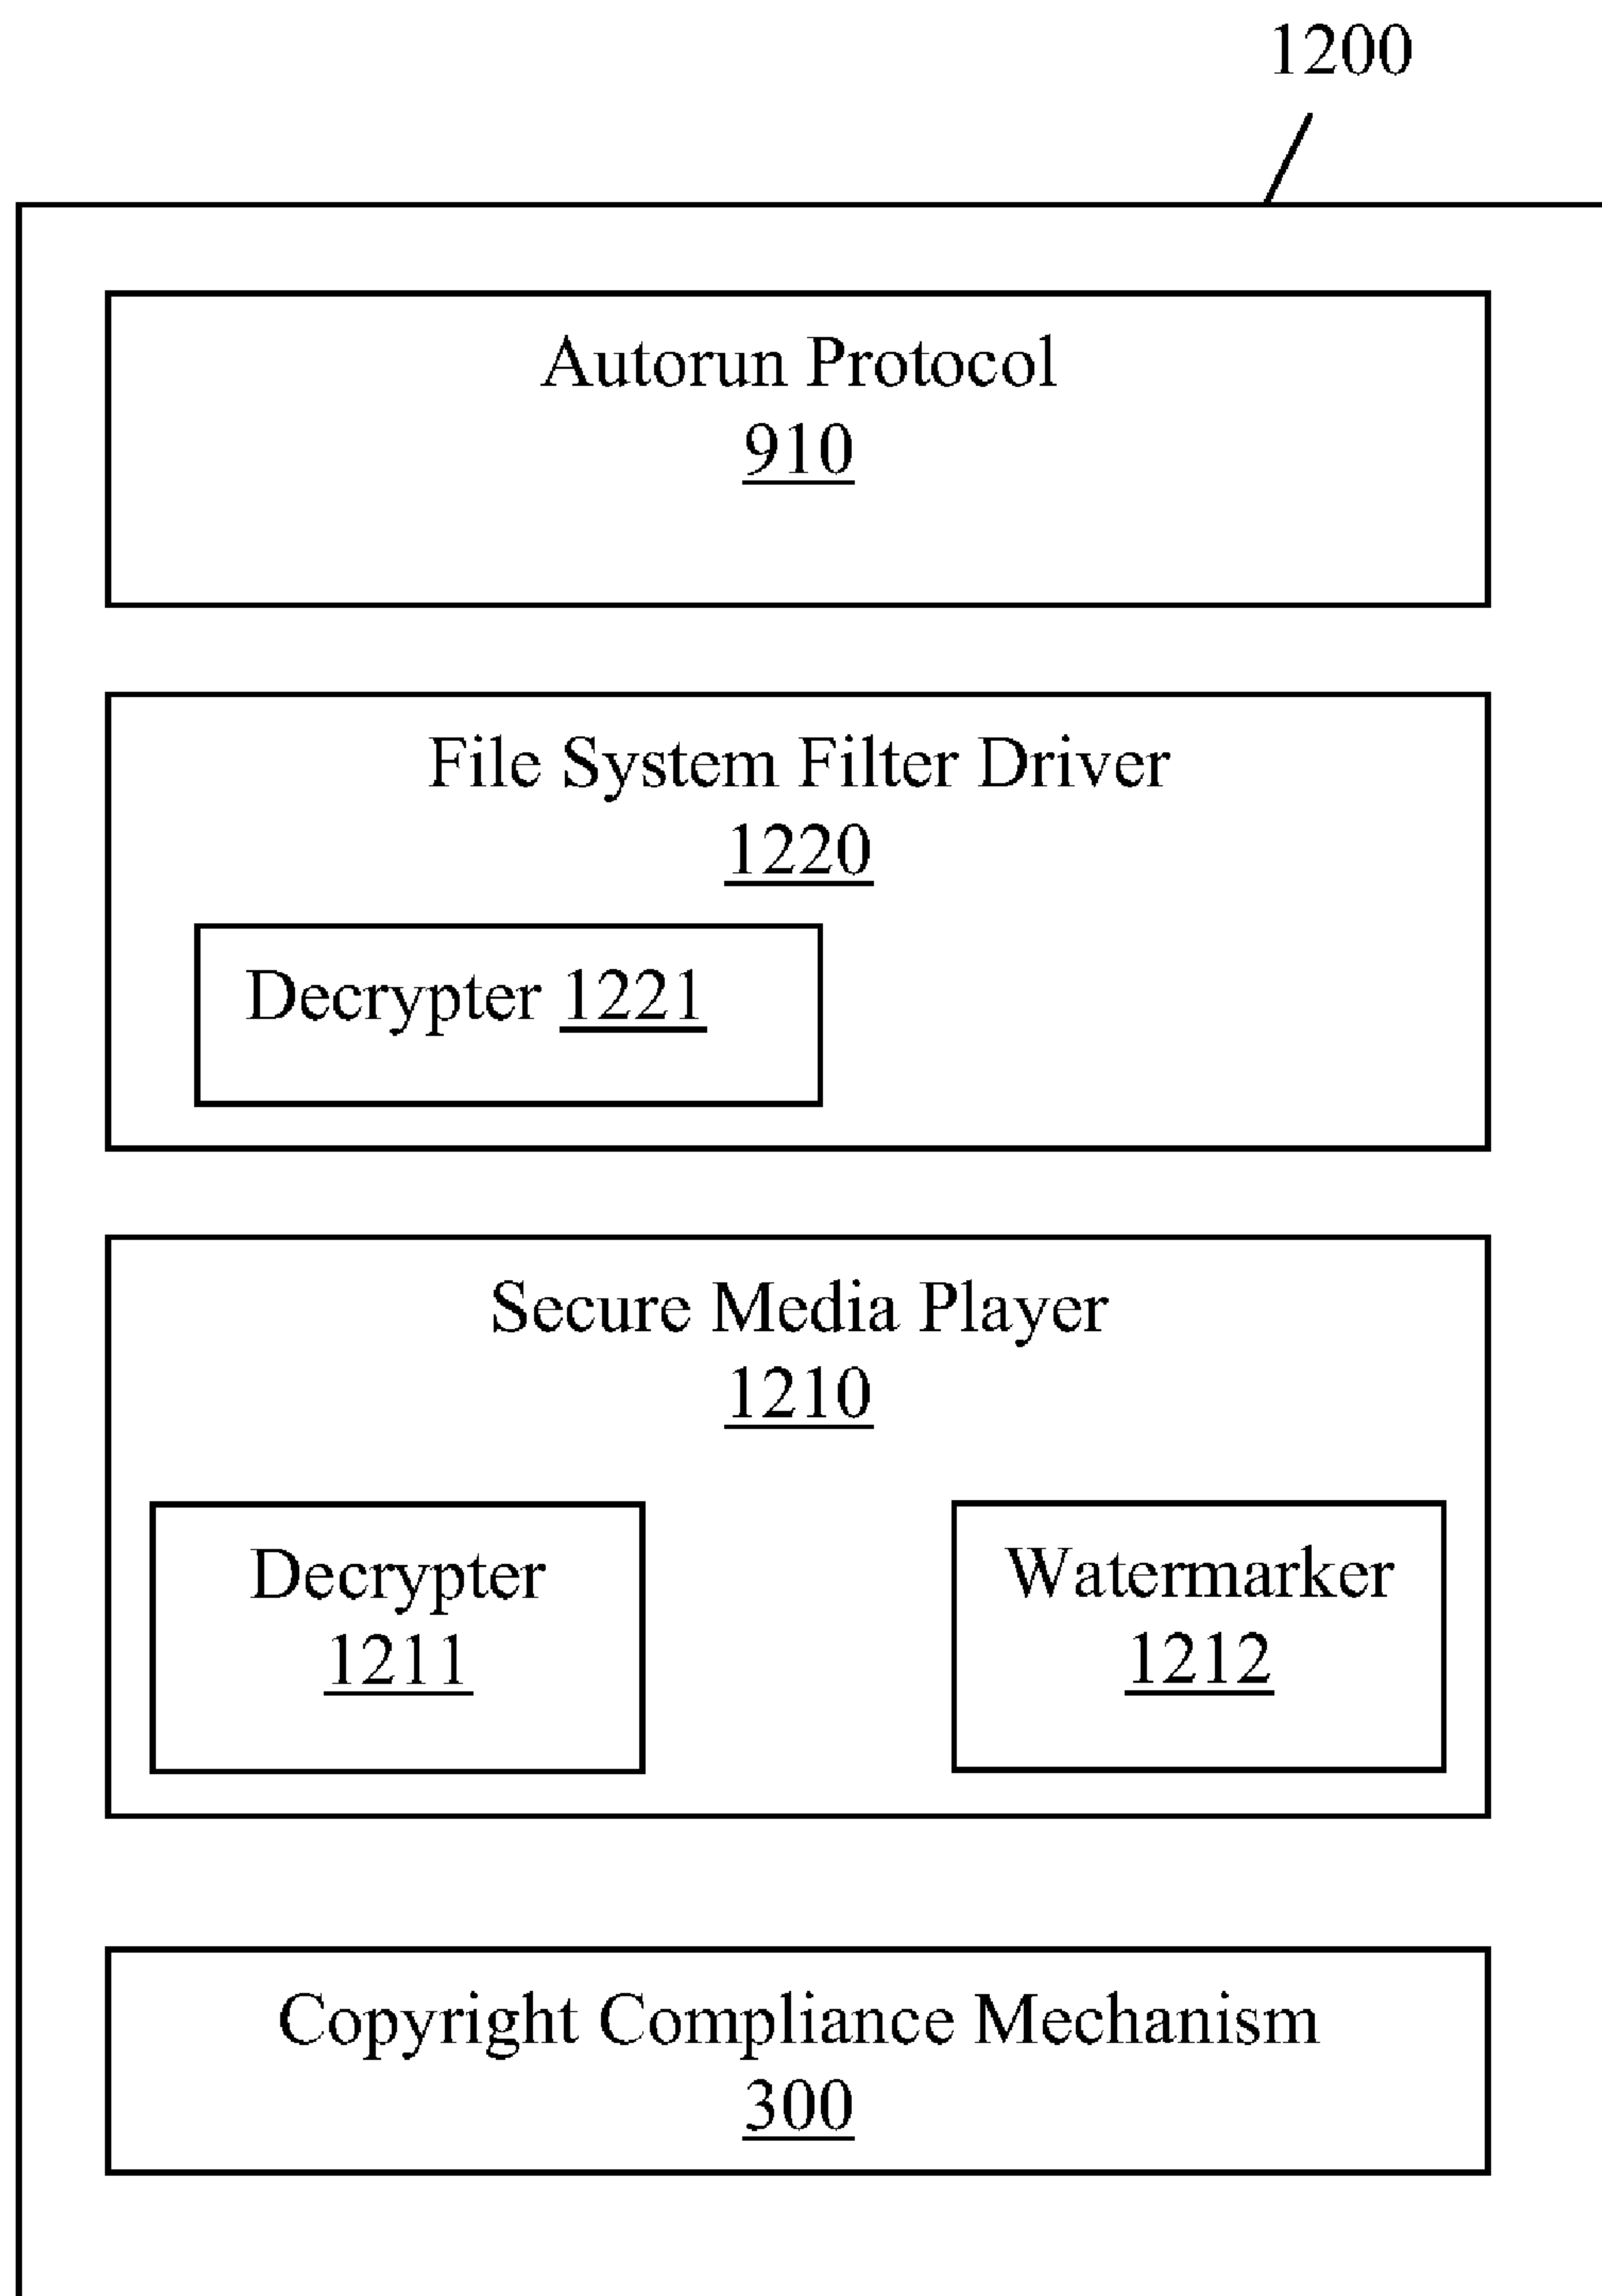 1200
Autorun Protocol
910
File System Filter Driver
1220
Decrypter 1221
Secure Media Player
1210
Decrypter
1211
Watermarker
1212
Copyright Compliance Mechanism
300